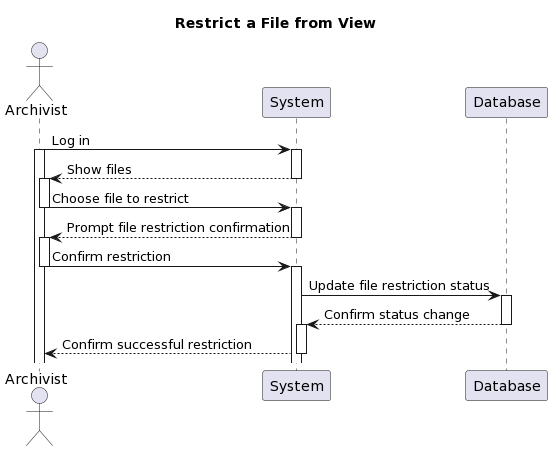 Restrict a File from View
Archivist
System
Database
Log in
Show files
Choose file to restrict
Prompt file restriction confirmation
Confirm restriction
Update file restriction status
Confirm status change
Confirm successful restriction
Archivist
System
Database